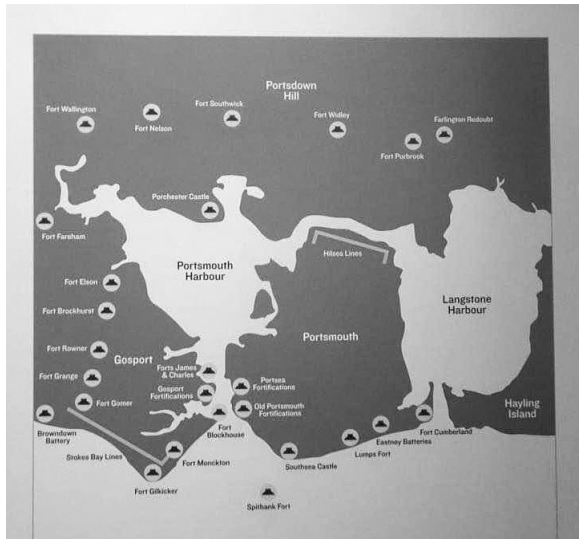 Portsdown
Hill
Fort Wallington
Fort Nelson
Fort Southwick
Fort Widley
Farlington Redoubt
Fort Purbrook
Porchester Castle
Fort Fareham
Hilsea Lines
Portsmouth
Harbour
Langstone
Harbour
Fort Elson
Fort Brockhurst
Portsmouth
Fort Rowner
Gosport
Forts James
& Charles
Fort Grange
Gosport
Fortifications
Portsea
Fortifications
Fort Gomer
Old Portsmouth
Fortifications
Hayling
Island
Browndown
Battery
Fort
Blockhouse
Fort Cumberland
Eastney Batteries
Stokes Bay Lines
Fort Monckton
Southsea Castle
Lumps Fort
Fort Gilkicker
Spitbank Fort